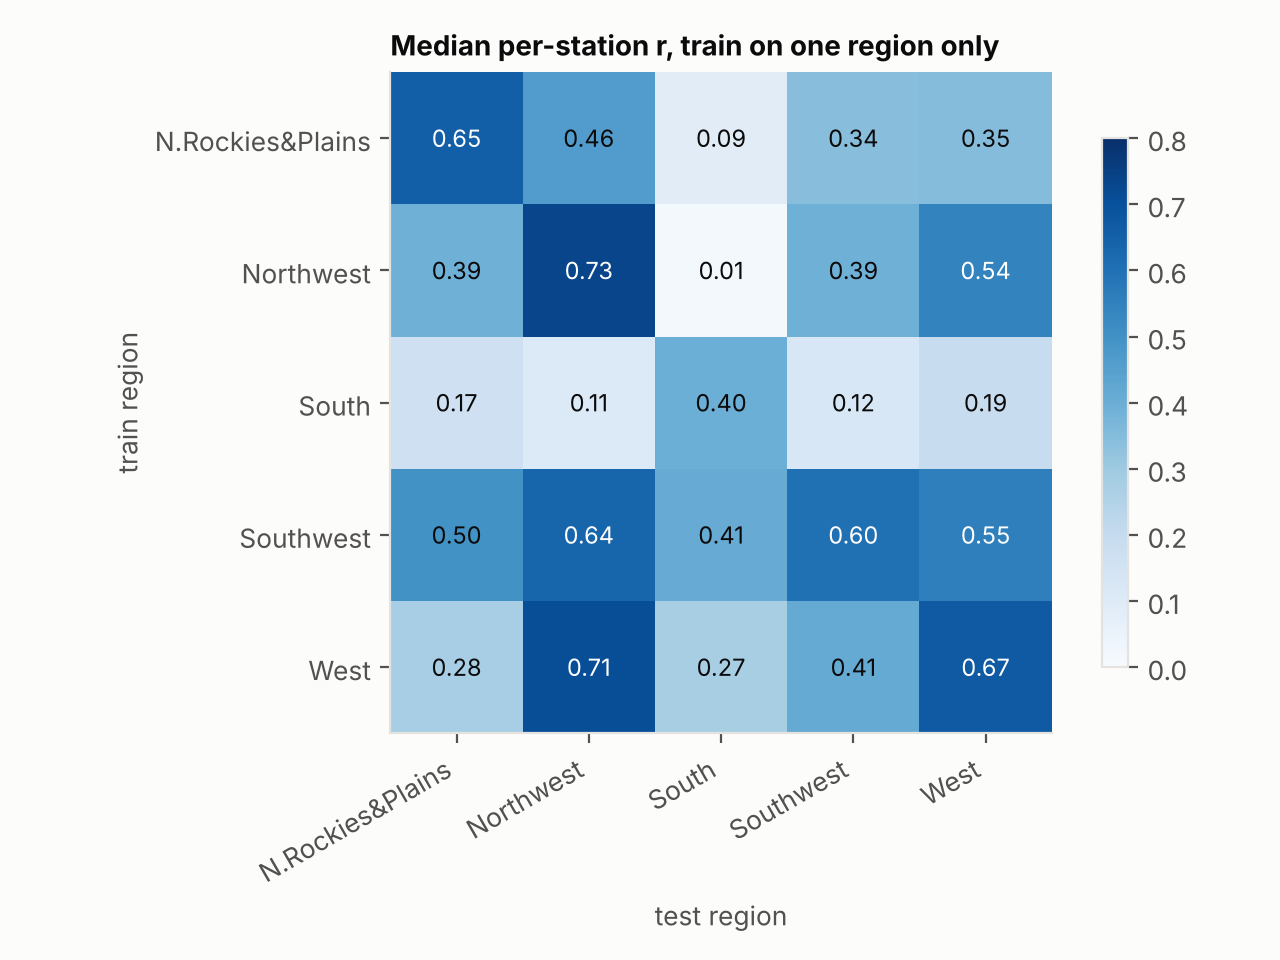 Median per-station r, train on one region only
N.Rockies&Plains 0.65 0.46 0.09 0.34 0.35
Northwest 0.39 0.73 0.01 0.39 0.54
South 0.17 0.11 0.40 0.12 0.19
Southwest 0.50 0.64 0.41 0.60 0.55
West 0.28 0.71 0.27 0.41 0.67
train region
N.Rockies&Plains Northwest South Southwest West
test region
0.8
0.7
0.6
0.5
0.4
0.3
0.2
0.1
0.0